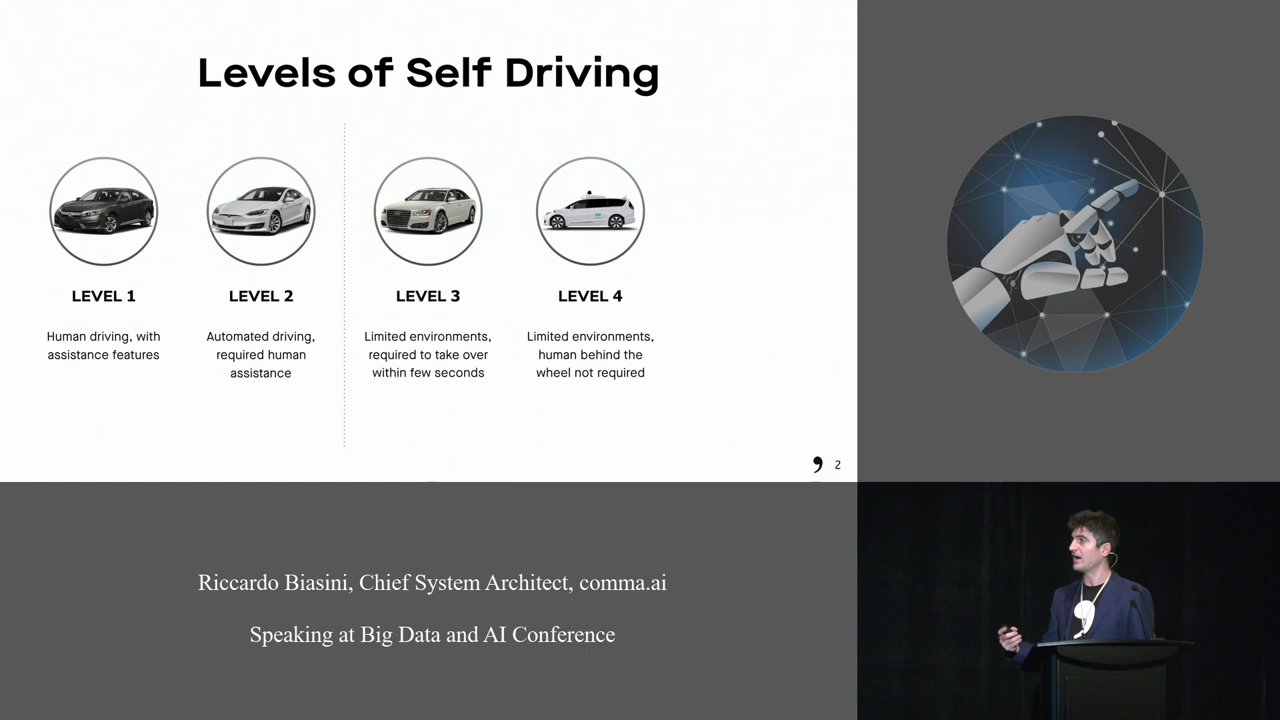 Levels of Self Driving
LEVEL 1
Human driving, with
assistance features
LEVEL 2
Automated driving,
required human
assistance
LEVEL 3
Limited environments,
required to take over
within few seconds
LEVEL 4
Limited environments,
human behind the
wheel not required
2
Riccardo Biasini, Chief System Architect, comma.ai
Speaking at Big Data and AI Conference